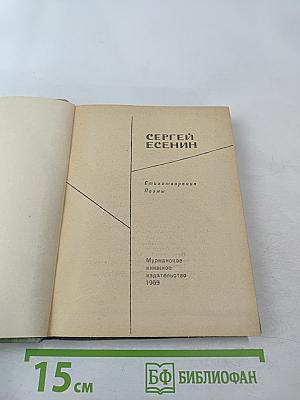 СЕРГЕЙ
ЕСЕНИН
Стихотворения
Поэмы
Мурманское
книжное
издательство
1969
15 см
БФ БИБЛИОФАН